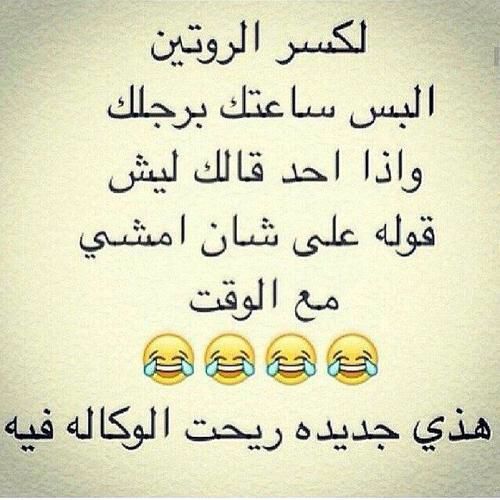 لكسر الروتين
البس ساعتك برجلك
واذا احد قالك ليش
قوله على شان امشي
مع الوقت
😂😂😂😂
هذي جديده ريحت الوكاله فيه